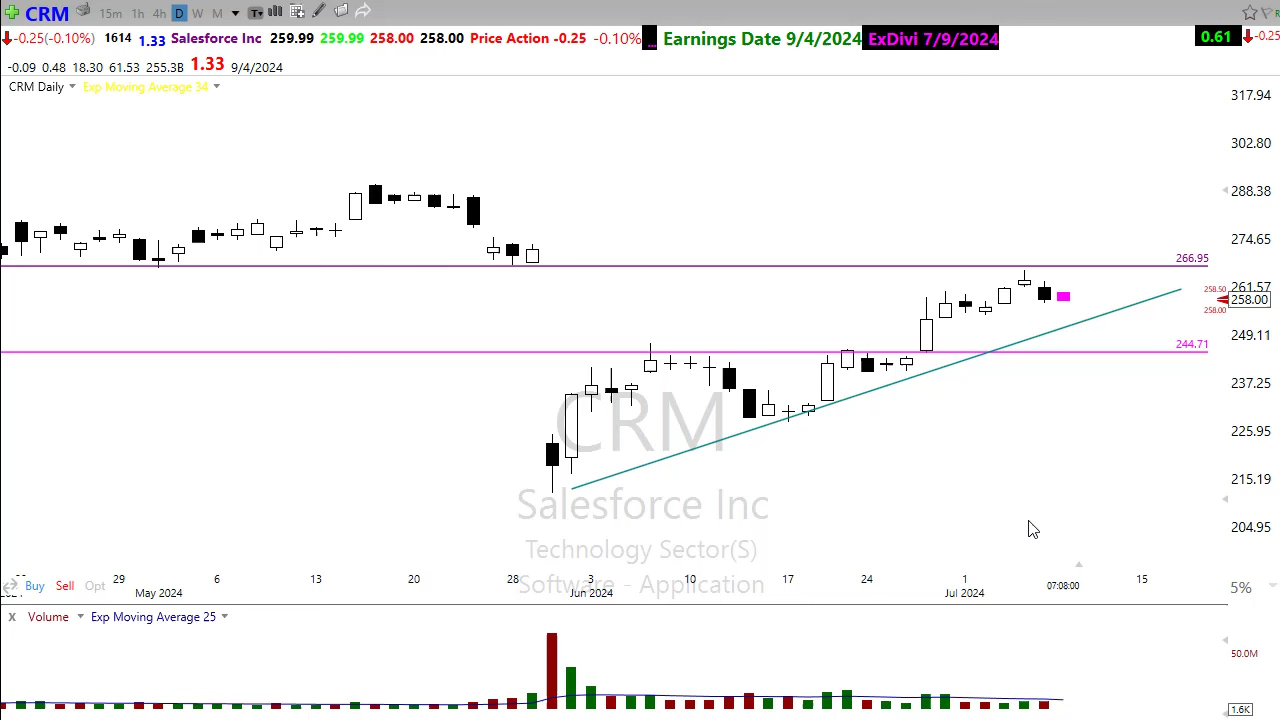 CRM 15m 1h 4h D W M T
-0.25(-0.10%) 1614 1.33 Salesforce Inc 259.99 259.99 258.00 258.00 Price Action -0.25 -0.10% ... Earnings Date 9/4/2024 ExDivi 7/9/2024 0.61 -0.25
-0.09 0.48 18.30 61.53 255.3B 1.33 9/4/2024
CRM Daily Exp Moving Average 34
317.94
302.80
288.38
274.65
266.95
261.57
258.50
258.00
258.00
249.11
244.71
237.25
225.95
215.19
204.95
CRM
Salesforce Inc
Technology Sector(S)
Software - Application
29 6 13 20 28 3 10 17 24 1 07:08:00 15
Buy Sell Opt 5%
May 2024 Jun 2024 Jul 2024
X Volume Exp Moving Average 25
50.0M
1.6K